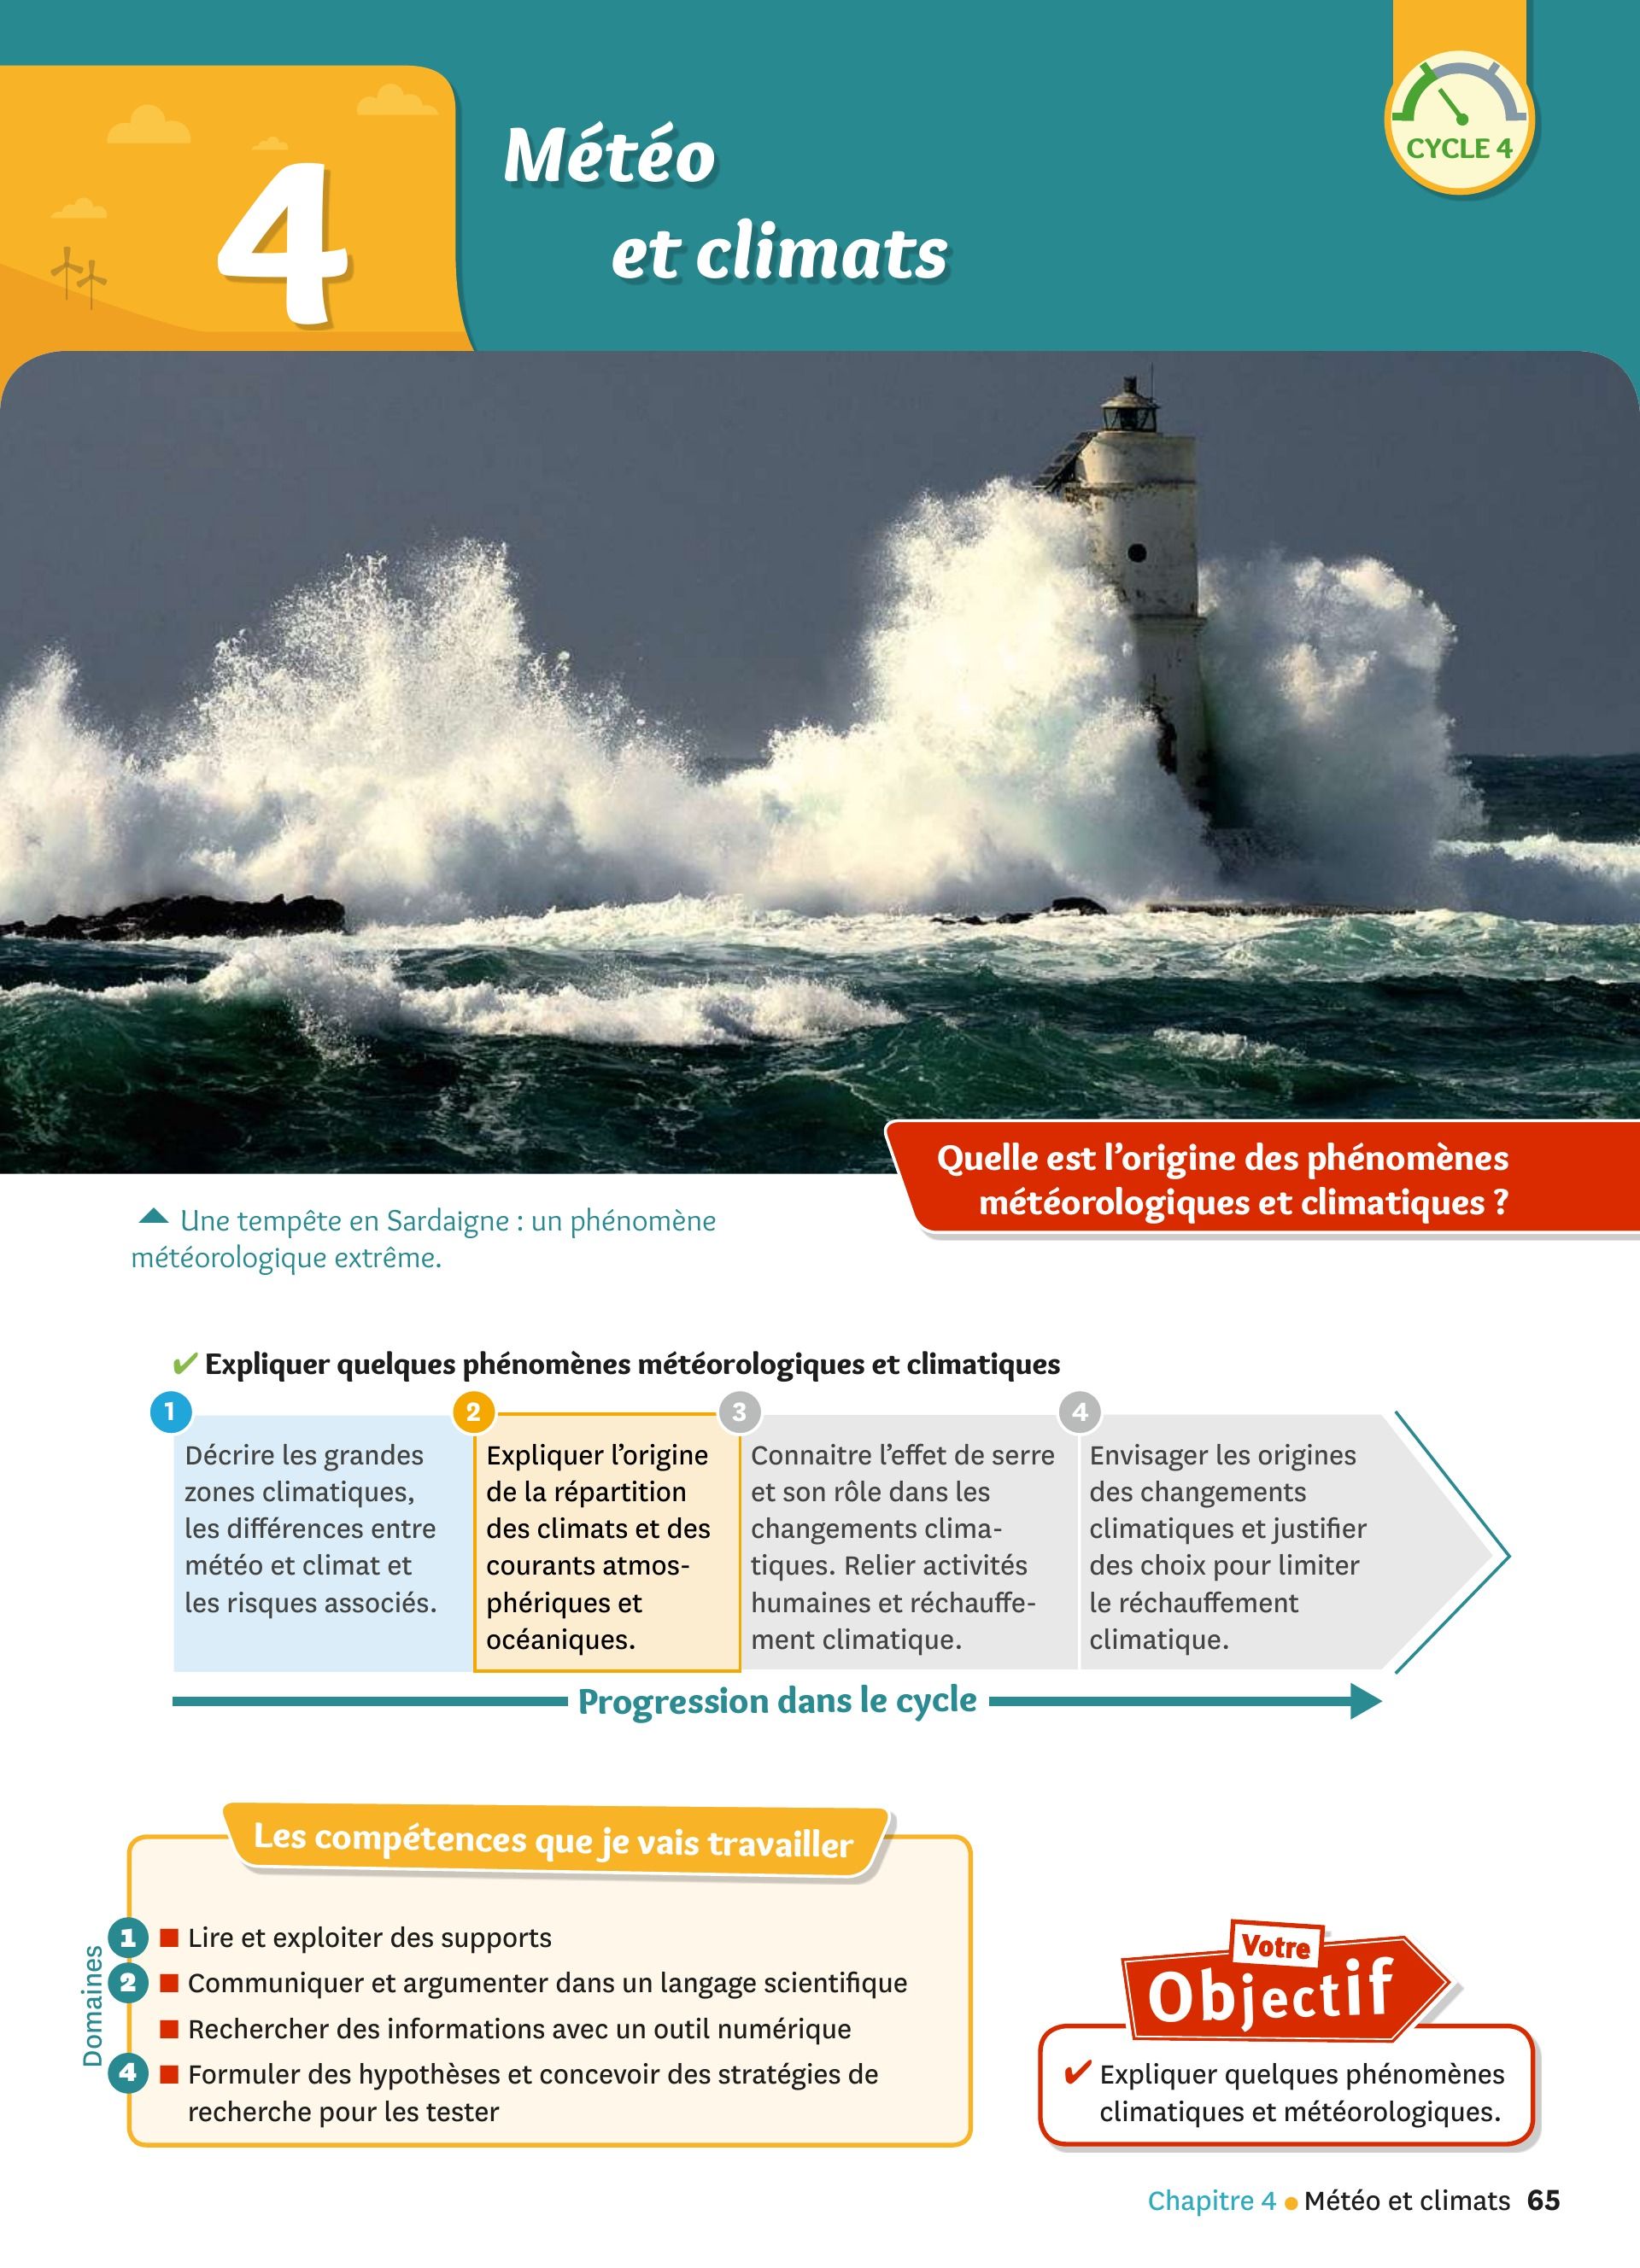 4
Météo
et climats
CYCLE 4
Quelle est l'origine des phénomènes
météorologiques et climatiques ?
Une tempête en Sardaigne : un phénomène
météorologique extrême.
✔ Expliquer quelques phénomènes météorologiques et climatiques
1
Décrire les grandes
zones climatiques,
les différences entre
météo et climat et
les risques associés.
2
Expliquer l'origine
de la répartition
des climats et des
courants atmos-
phériques et
océaniques.
3
Connaitre l'effet de serre
et son rôle dans les
changements clima-
tiques. Relier activités
humaines et réchauffe-
ment climatique.
4
Envisager les origines
des changements
climatiques et justifier
des choix pour limiter
le réchauffement
climatique.
Progression dans le cycle
Les compétences que je vais travailler
Domaines
1 Lire et exploiter des supports
2 Communiquer et argumenter dans un langage scientifique
Rechercher des informations avec un outil numérique
4 Formuler des hypothèses et concevoir des stratégies de
recherche pour les tester
Votre
Objectif
✔ Expliquer quelques phénomènes
climatiques et météorologiques.
Chapitre 4 • Météo et climats 65